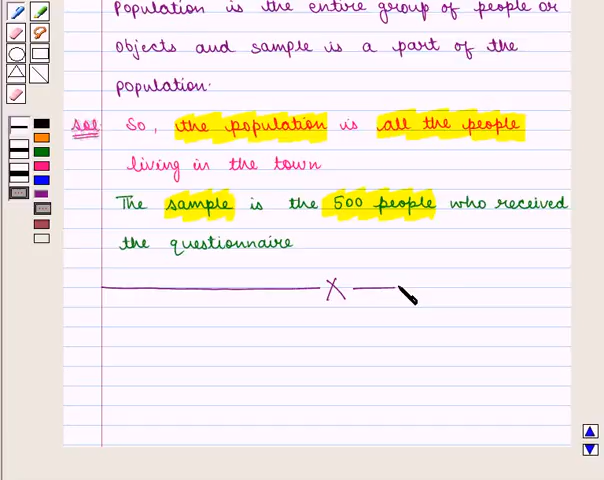 Population is the entire group of people or
objects and sample is a part of the
population.
Sol So, the population is all the people
living in the town
The sample is the 500 people who received
the questionnaire